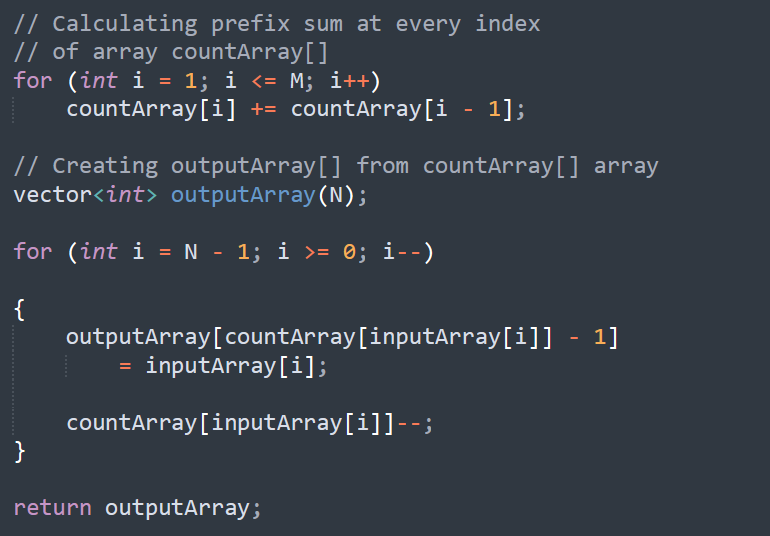 // Calculating prefix sum at every index
// of array countArray[]
for (int i = 1; i <= M; i++)
    countArray[i] += countArray[i - 1];

// Creating outputArray[] from countArray[] array
vector<int> outputArray(N);

for (int i = N - 1; i >= 0; i--)

{
    outputArray[countArray[inputArray[i]] - 1]
        = inputArray[i];

    countArray[inputArray[i]]--;
}

return outputArray;